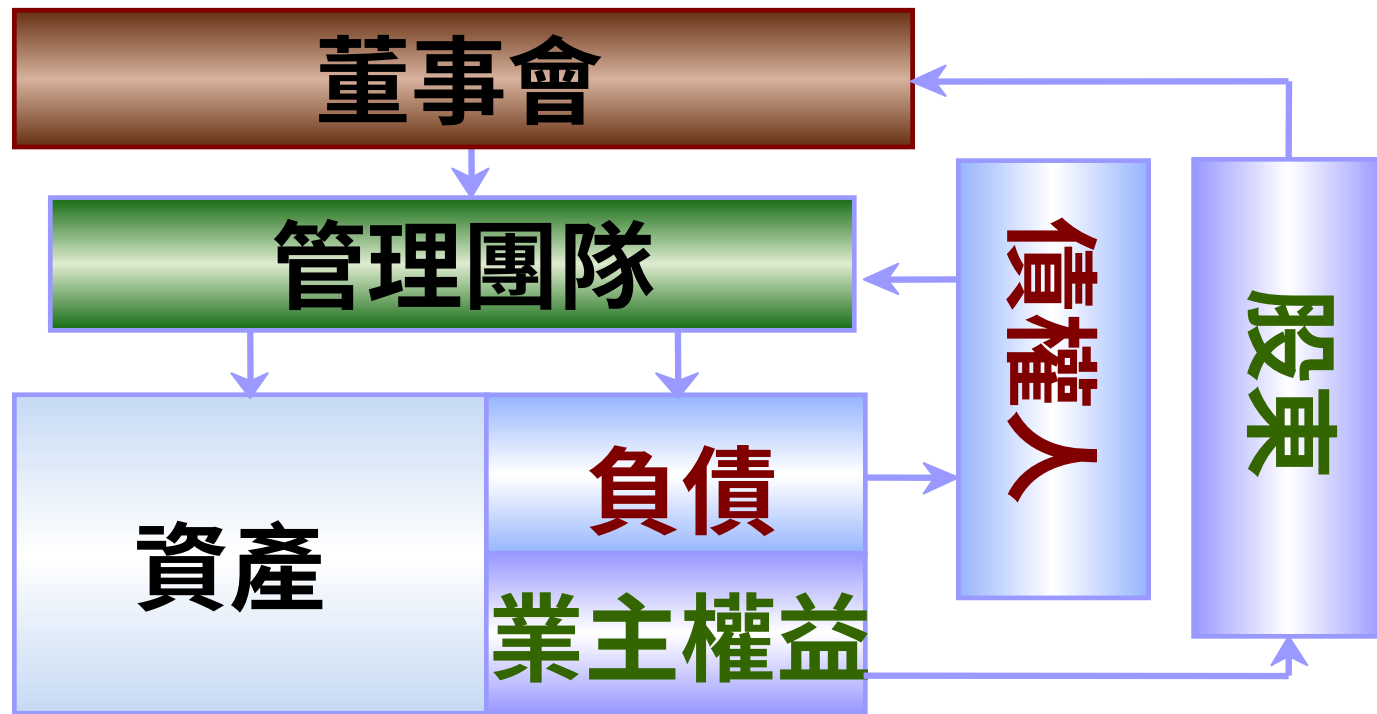 董事會
管理團隊
債權人
股東
資產
負債
業主權益